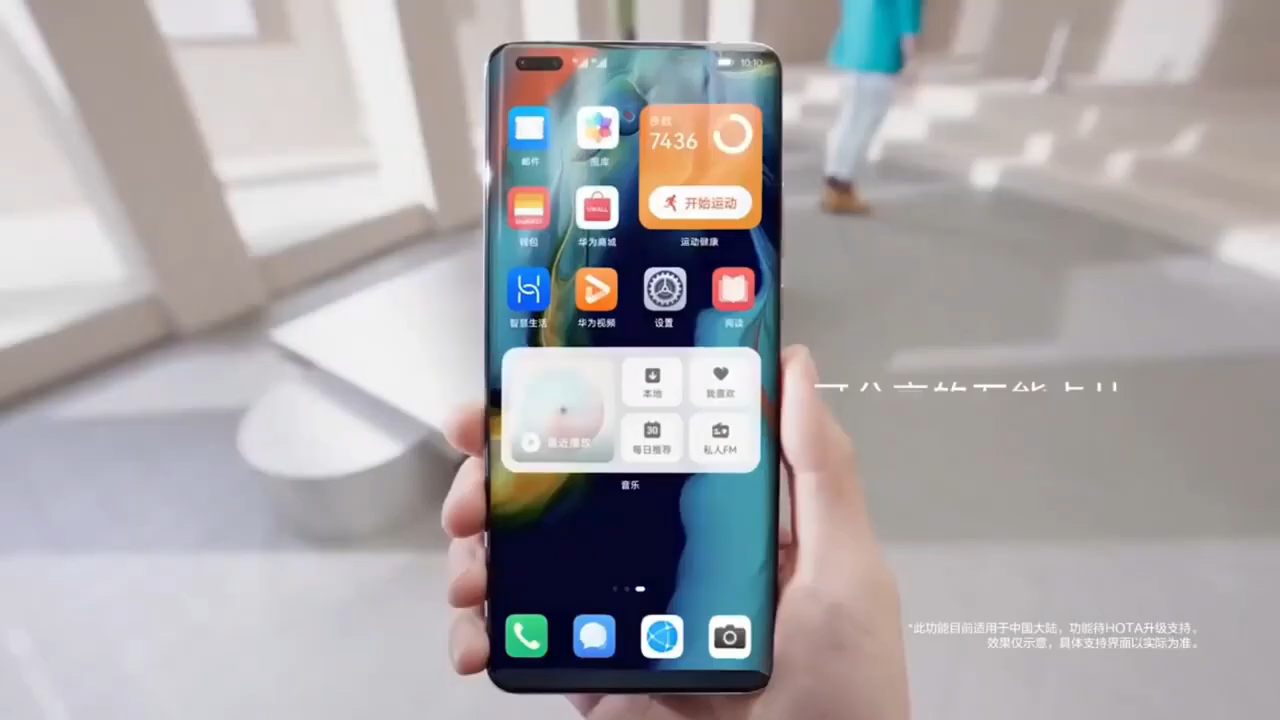 10:10
邮件
图库
步数
7436
开始运动
钱包
华为商城
运动健康
智慧生活
华为视频
设置
阅读
最近播放
本地
我喜欢
30
每日推荐
私人FM
音乐
*此功能目前适用于中国大陆，功能待HOTA升级支持。
效果仅示意，具体支持界面以实际为准。